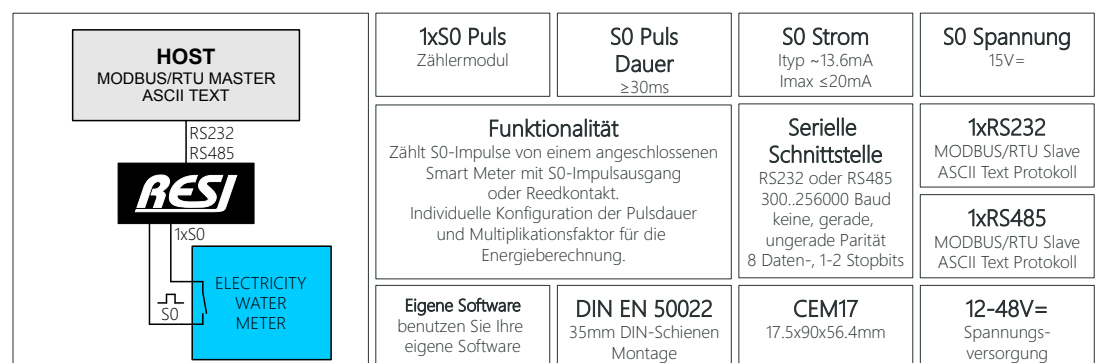 HOST
MODBUS/RTU MASTER
ASCII TEXT
RS232
RS485
RESI
1xS0
S0
ELECTRICITY
WATER
METER
1xS0 Puls
Zählermodul
S0 Puls
Dauer
≥30ms
S0 Strom
Ityp ~13.6mA
Imax ≤20mA
S0 Spannung
15V=
Funktionalität
Zählt S0-Impulse von einem angeschlossenen
Smart Meter mit S0-Impulsausgang
oder Reedkontakt.
Individuelle Konfiguration der Pulsdauer
und Multiplikationsfaktor für die
Energieberechnung.
Serielle
Schnittstelle
RS232 oder RS485
300..256000 Baud
keine, gerade,
ungerade Parität
8 Daten-, 1-2 Stopbits
1xRS232
MODBUS/RTU Slave
ASCII Text Protokoll
1xRS485
MODBUS/RTU Slave
ASCII Text Protokoll
Eigene Software
benutzen Sie Ihre
eigene Software
DIN EN 50022
35mm DIN-Schienen
Montage
CEM17
17.5x90x56.4mm
12-48V=
Spannungs-
versorgung